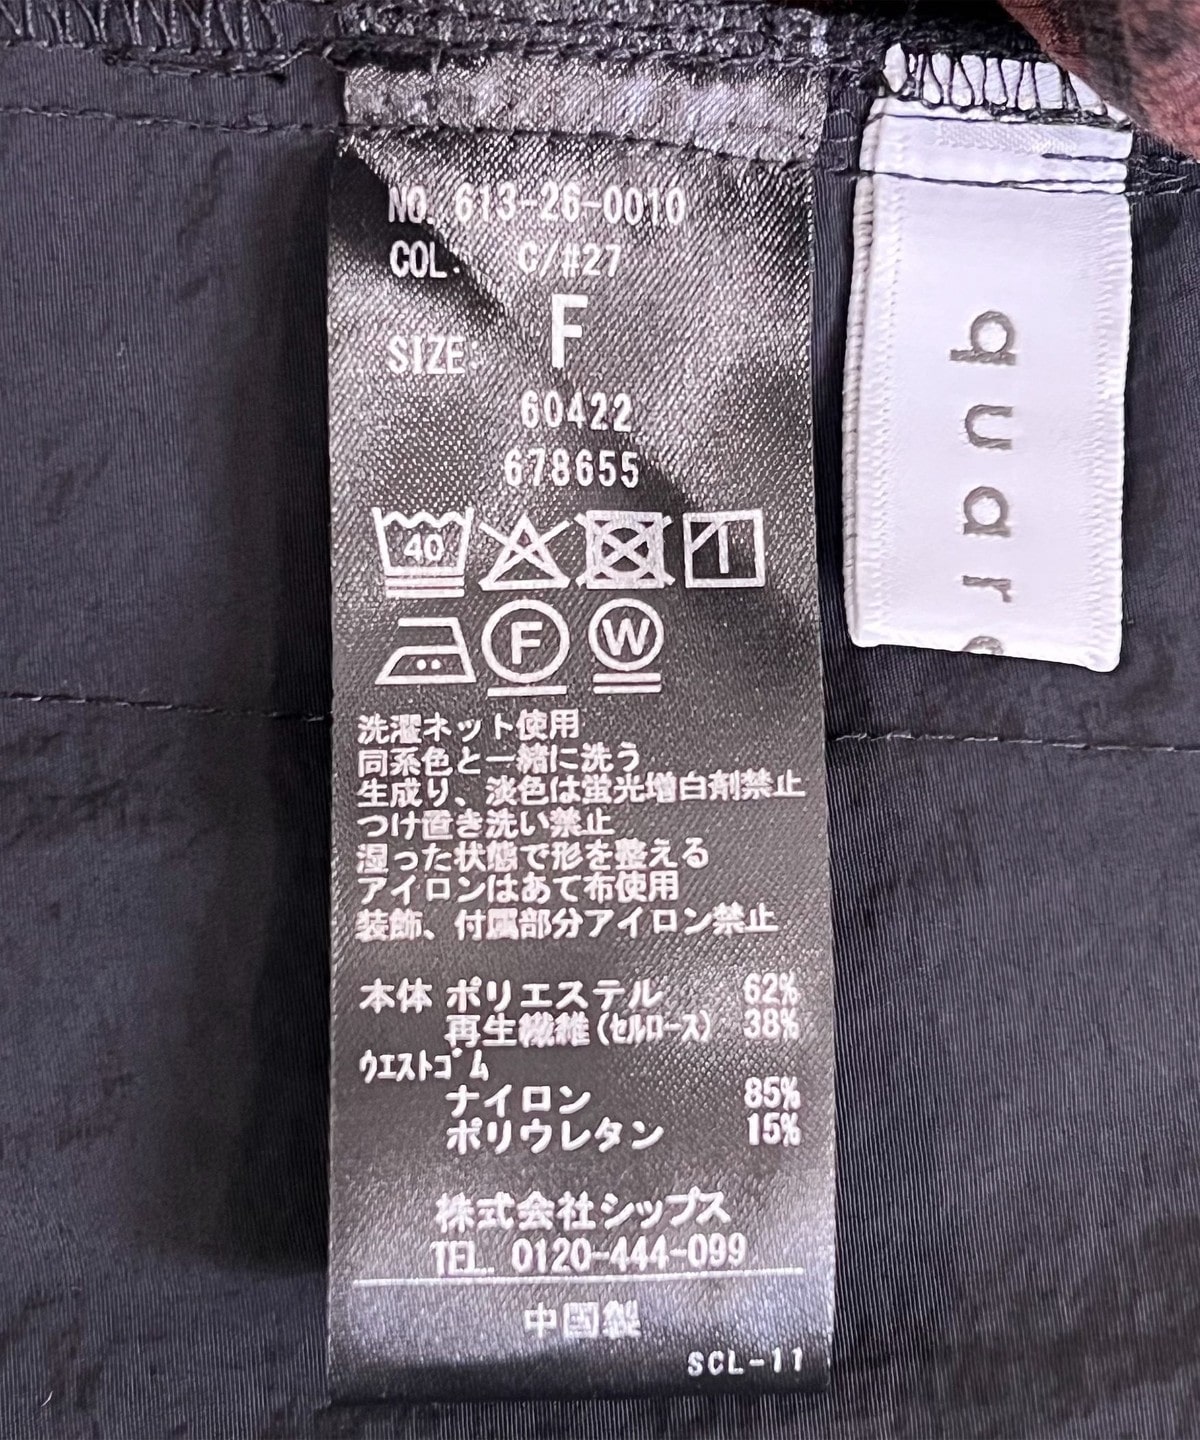 NO. 613-26-0010
COL: C/#27
SIZE: F
60422
678655
40
F W
洗濯ネット使用
同系色と一緒に洗う
生成り、淡色は蛍光増白剤禁止
つけ置き洗い禁止
湿った状態で形を整える
アイロンはあて布使用
装飾、付属部分アイロン禁止
本体 ポリエステル 62%
再生繊維(セルロース) 38%
ウエストゴム
ナイロン 85%
ポリウレタン 15%
株式会社シップス
TEL. 0120-444-099
中国製
SCL-11
quar